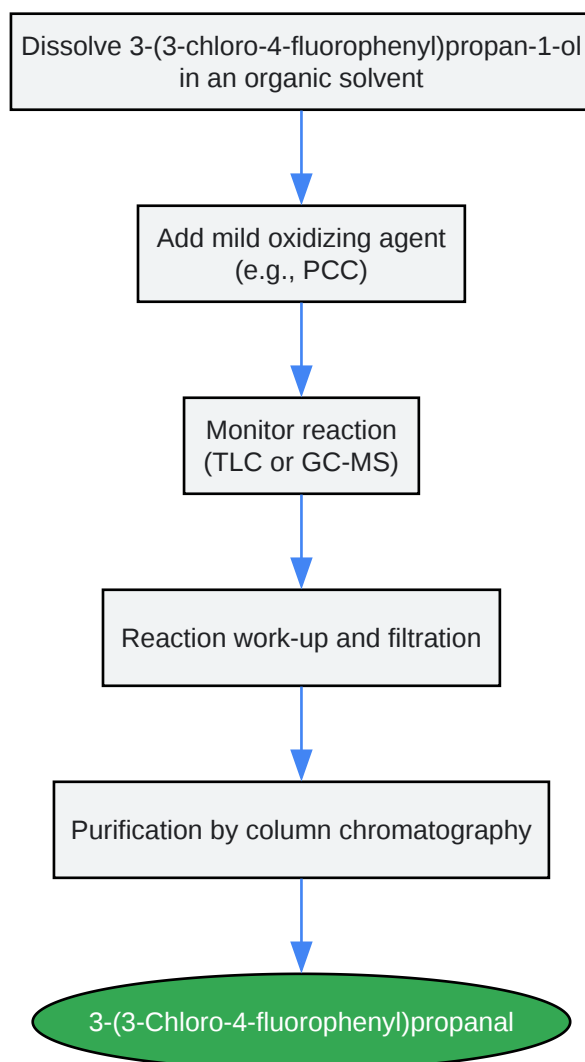 Dissolve 3-(3-chloro-4-fluorophenyl)propan-1-ol
in an organic solvent
Add mild oxidizing agent
(e.g., PCC)
Monitor reaction
(TLC or GC-MS)
Reaction work-up and filtration
Purification by column chromatography
3-(3-Chloro-4-fluorophenyl)propanal